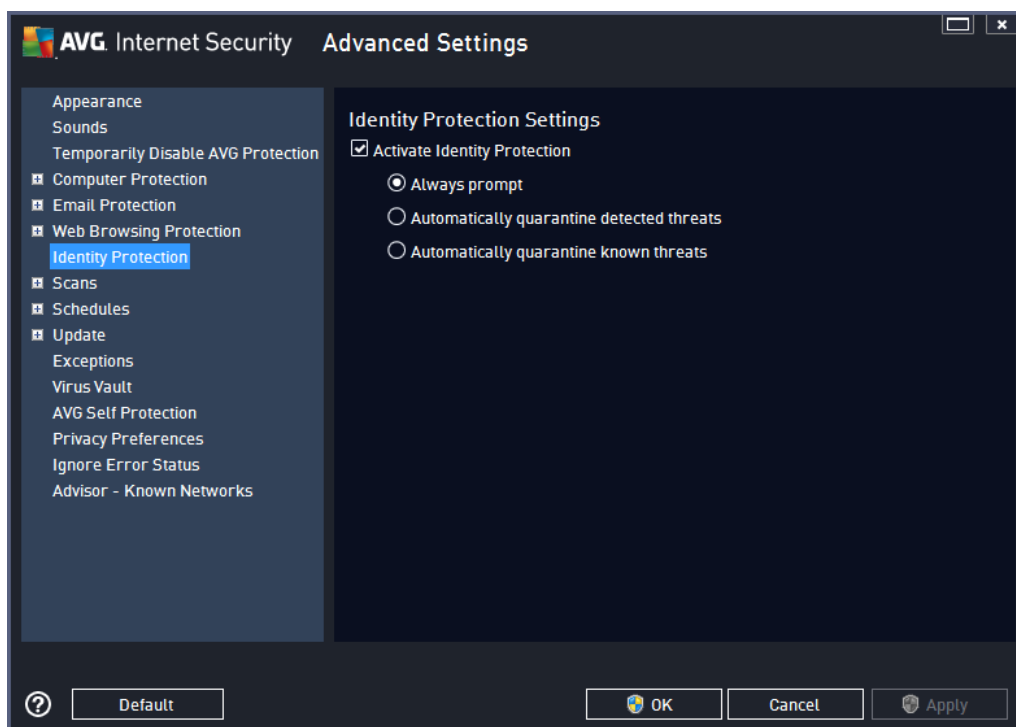 AVG. Internet Security Advanced Settings
Appearance
Sounds
Temporarily Disable AVG Protection
Computer Protection
Email Protection
Web Browsing Protection
Identity Protection
Scans
Schedules
Update
Exceptions
Virus Vault
AVG Self Protection
Privacy Preferences
Ignore Error Status
Advisor - Known Networks
Identity Protection Settings
Activate Identity Protection
Always prompt
Automatically quarantine detected threats
Automatically quarantine known threats
? Default OK Cancel Apply